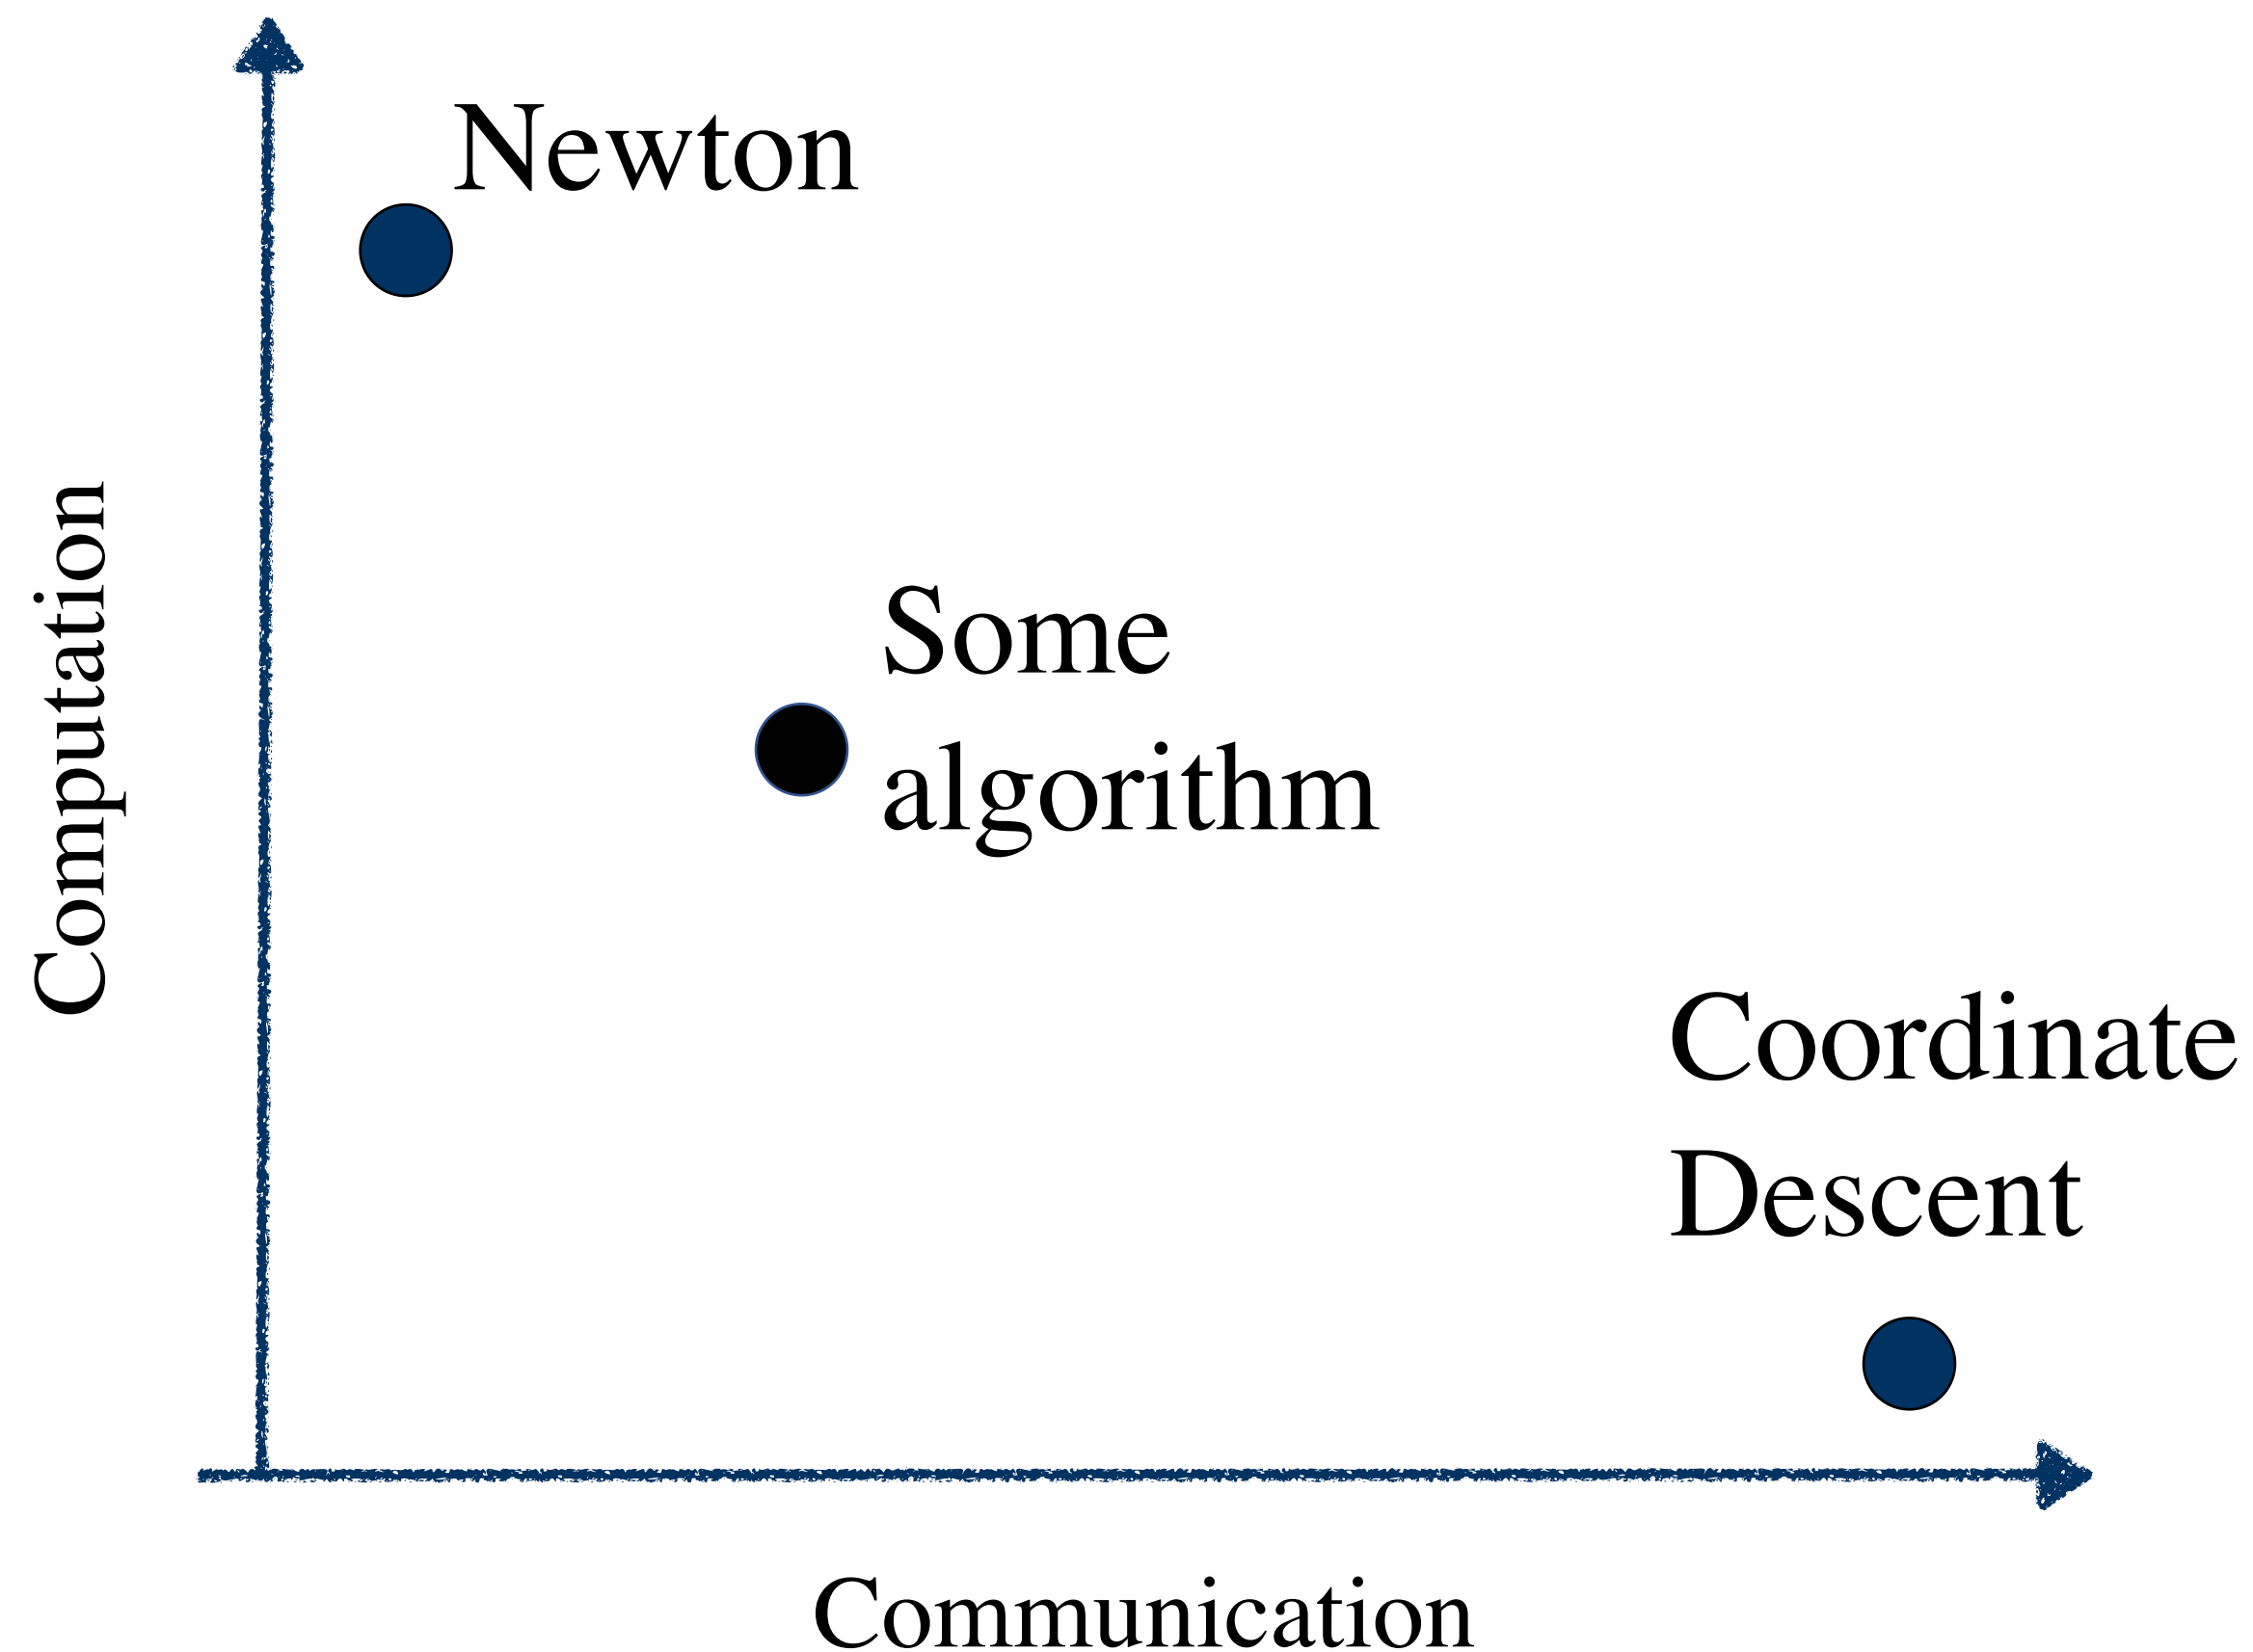 Newton
Some
algorithm
Computation
Coordinate
Descent
Communication